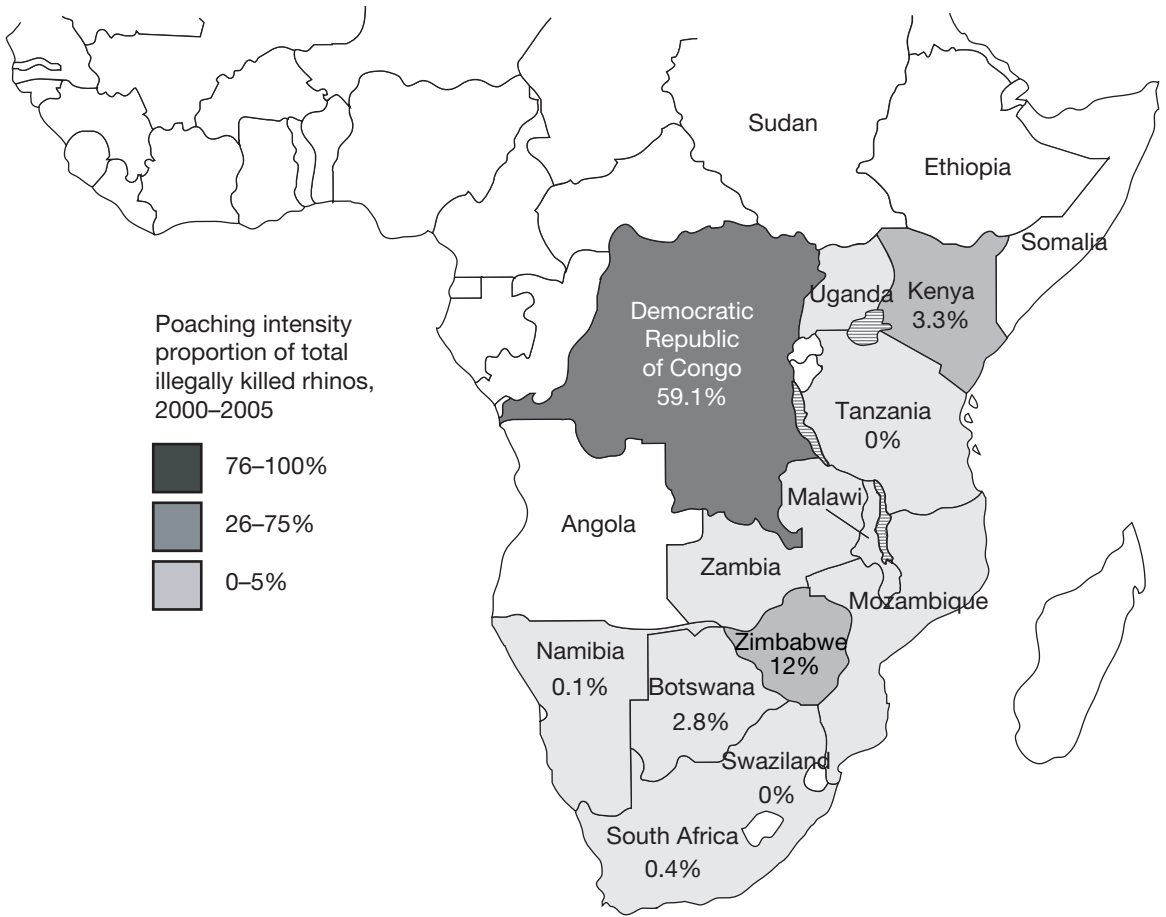 Sudan
Ethiopia
Somalia
Uganda
Kenya
3.3%
Democratic
Republic
of Congo
59.1%
Poaching intensity
proportion of total
illegally killed rhinos,
2000–2005
76–100%
26–75%
0–5%
Tanzania
0%
Malawi
Angola
Zambia
Mozambique
Zimbabwe
12%
Namibia
0.1%
Botswana
2.8%
Swaziland
0%
South Africa
0.4%